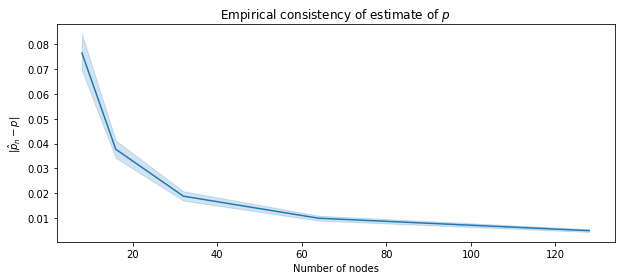 Empirical consistency of estimate of p
|p̂ₙ − p|
0.08
0.07
0.06
0.05
0.04
0.03
0.02
0.01
20 40 60 80 100 120
Number of nodes